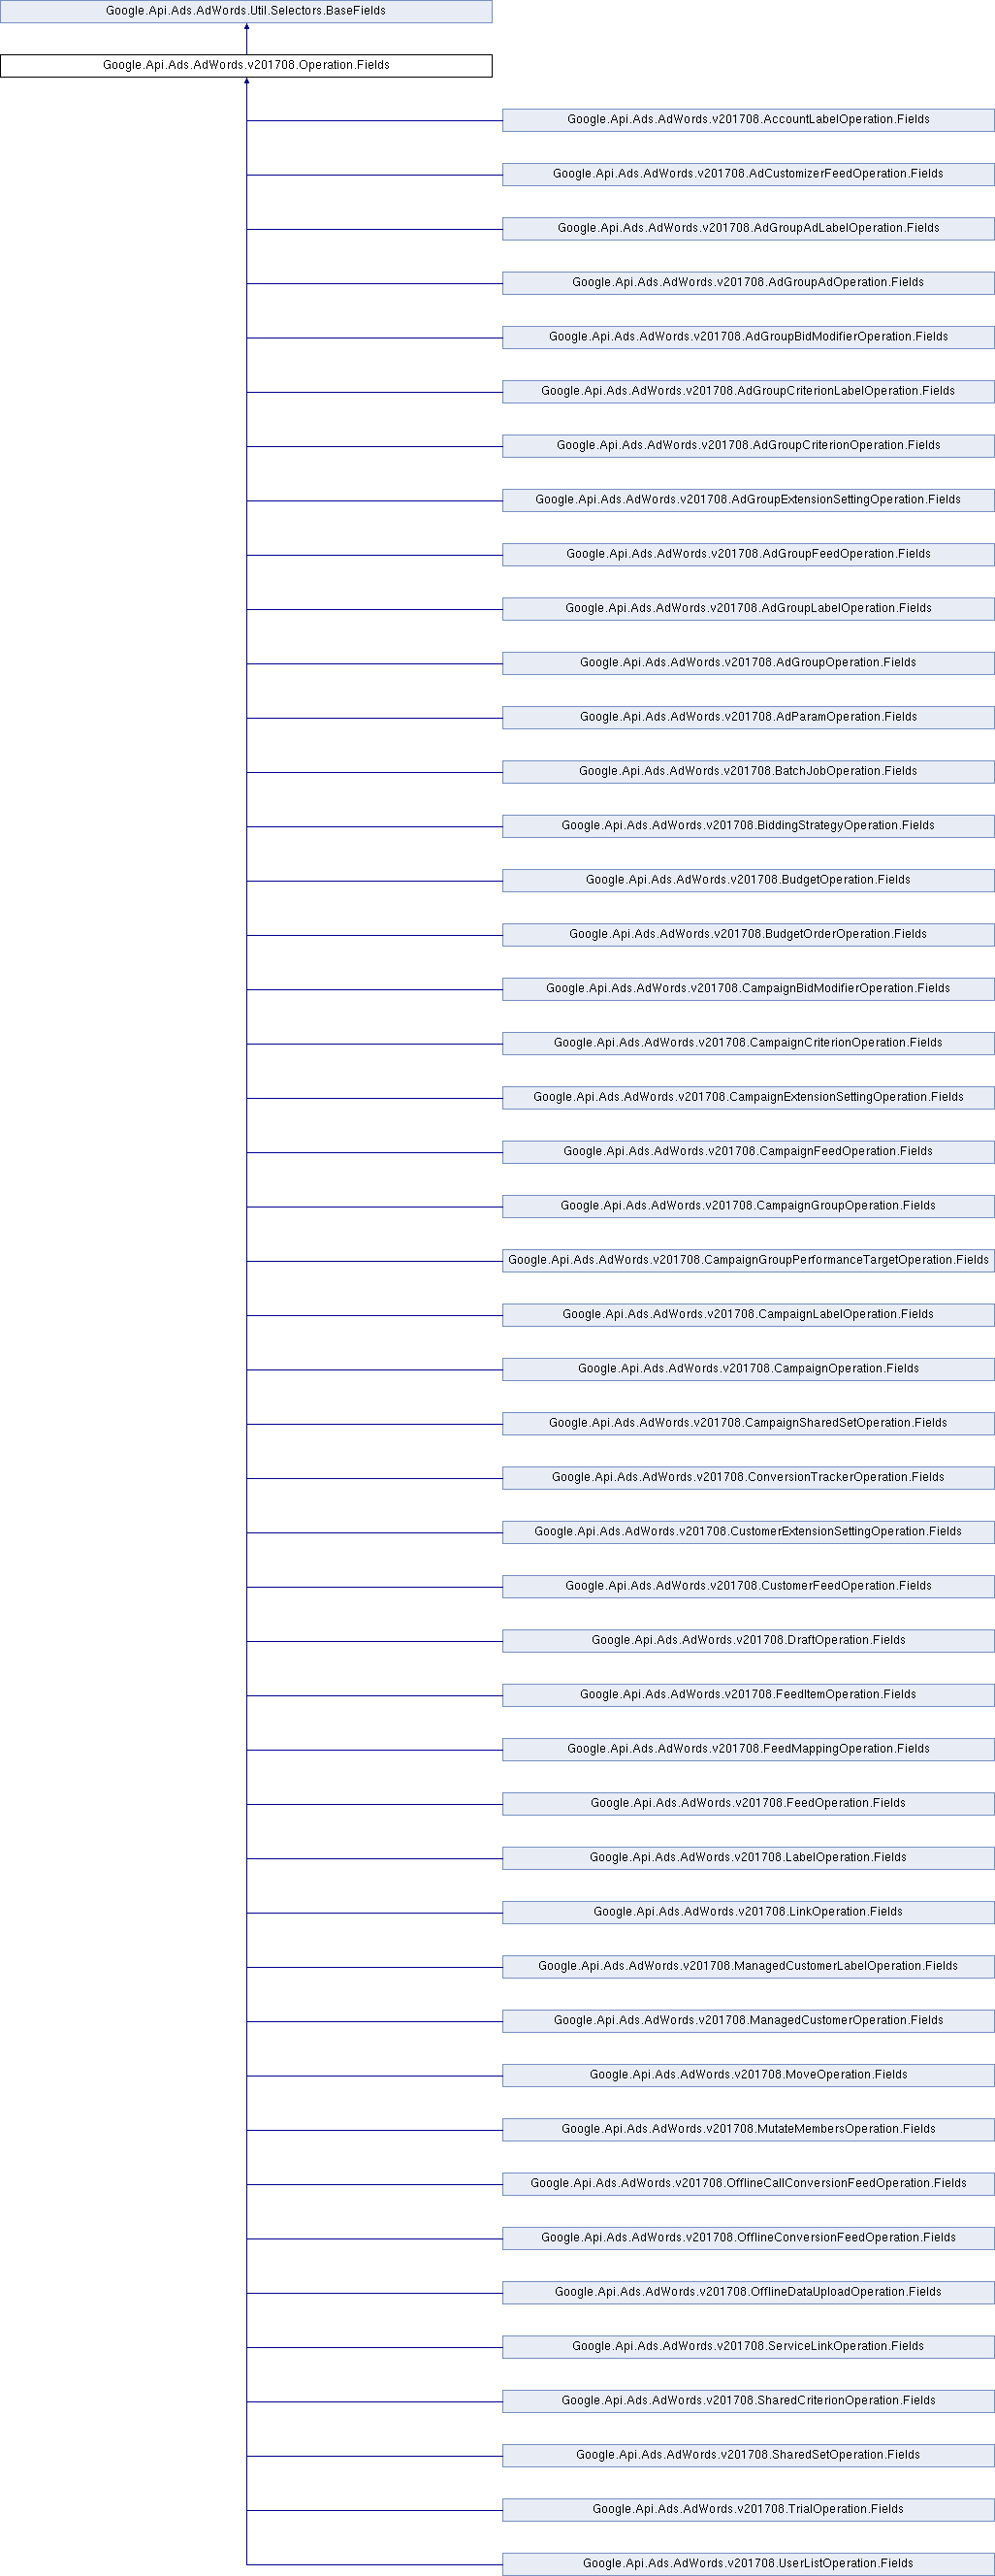 Google.Api.Ads.AdWords.Util.Selectors.BaseFields
Google.Api.Ads.AdWords.v201708.Operation.Fields
Google.Api.Ads.AdWords.v201708.AccountLabelOperation.Fields
Google.Api.Ads.AdWords.v201708.AdCustomizerFeedOperation.Fields
Google.Api.Ads.AdWords.v201708.AdGroupAdLabelOperation.Fields
Google.Api.Ads.AdWords.v201708.AdGroupAdOperation.Fields
Google.Api.Ads.AdWords.v201708.AdGroupBidModifierOperation.Fields
Google.Api.Ads.AdWords.v201708.AdGroupCriterionLabelOperation.Fields
Google.Api.Ads.AdWords.v201708.AdGroupCriterionOperation.Fields
Google.Api.Ads.AdWords.v201708.AdGroupExtensionSettingOperation.Fields
Google.Api.Ads.AdWords.v201708.AdGroupFeedOperation.Fields
Google.Api.Ads.AdWords.v201708.AdGroupLabelOperation.Fields
Google.Api.Ads.AdWords.v201708.AdGroupOperation.Fields
Google.Api.Ads.AdWords.v201708.AdParamOperation.Fields
Google.Api.Ads.AdWords.v201708.BatchJobOperation.Fields
Google.Api.Ads.AdWords.v201708.BiddingStrategyOperation.Fields
Google.Api.Ads.AdWords.v201708.BudgetOperation.Fields
Google.Api.Ads.AdWords.v201708.BudgetOrderOperation.Fields
Google.Api.Ads.AdWords.v201708.CampaignBidModifierOperation.Fields
Google.Api.Ads.AdWords.v201708.CampaignCriterionOperation.Fields
Google.Api.Ads.AdWords.v201708.CampaignExtensionSettingOperation.Fields
Google.Api.Ads.AdWords.v201708.CampaignFeedOperation.Fields
Google.Api.Ads.AdWords.v201708.CampaignGroupOperation.Fields
Google.Api.Ads.AdWords.v201708.CampaignGroupPerformanceTargetOperation.Fields
Google.Api.Ads.AdWords.v201708.CampaignLabelOperation.Fields
Google.Api.Ads.AdWords.v201708.CampaignOperation.Fields
Google.Api.Ads.AdWords.v201708.CampaignSharedSetOperation.Fields
Google.Api.Ads.AdWords.v201708.ConversionTrackerOperation.Fields
Google.Api.Ads.AdWords.v201708.CustomerExtensionSettingOperation.Fields
Google.Api.Ads.AdWords.v201708.CustomerFeedOperation.Fields
Google.Api.Ads.AdWords.v201708.DraftOperation.Fields
Google.Api.Ads.AdWords.v201708.FeedItemOperation.Fields
Google.Api.Ads.AdWords.v201708.FeedMappingOperation.Fields
Google.Api.Ads.AdWords.v201708.FeedOperation.Fields
Google.Api.Ads.AdWords.v201708.LabelOperation.Fields
Google.Api.Ads.AdWords.v201708.LinkOperation.Fields
Google.Api.Ads.AdWords.v201708.ManagedCustomerLabelOperation.Fields
Google.Api.Ads.AdWords.v201708.ManagedCustomerOperation.Fields
Google.Api.Ads.AdWords.v201708.MoveOperation.Fields
Google.Api.Ads.AdWords.v201708.MutateMembersOperation.Fields
Google.Api.Ads.AdWords.v201708.OfflineCallConversionFeedOperation.Fields
Google.Api.Ads.AdWords.v201708.OfflineConversionFeedOperation.Fields
Google.Api.Ads.AdWords.v201708.OfflineDataUploadOperation.Fields
Google.Api.Ads.AdWords.v201708.ServiceLinkOperation.Fields
Google.Api.Ads.AdWords.v201708.SharedCriterionOperation.Fields
Google.Api.Ads.AdWords.v201708.SharedSetOperation.Fields
Google.Api.Ads.AdWords.v201708.TrialOperation.Fields
Google.Api.Ads.AdWords.v201708.UserListOperation.Fields